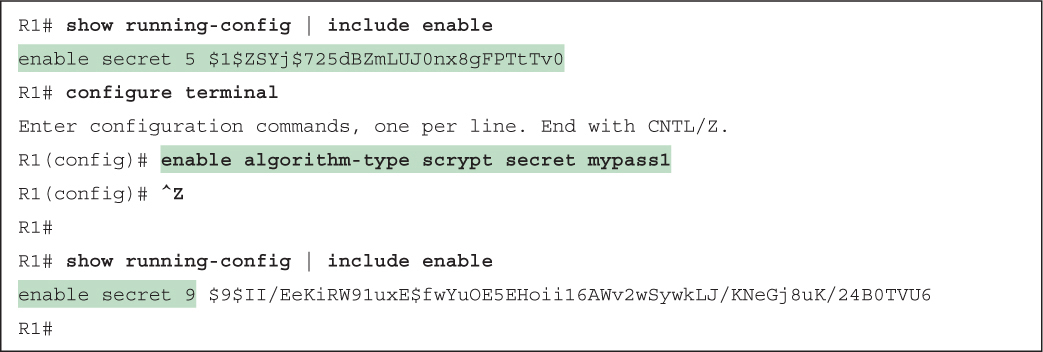 R1# show running-config | include enable
enable secret 5 $1$ZSYj$725dBZmLUJ0nx8gFPTtTv0
R1# configure terminal
Enter configuration commands, one per line. End with CNTL/Z.
R1(config)# enable algorithm-type scrypt secret mypass1
R1(config)# ^Z
R1#
R1# show running-config | include enable
enable secret 9 $9$II/EeKiRW91uxE$fwYuOE5EHoii16AWv2wSywkLJ/KNeGj8uK/24B0TVU6
R1#